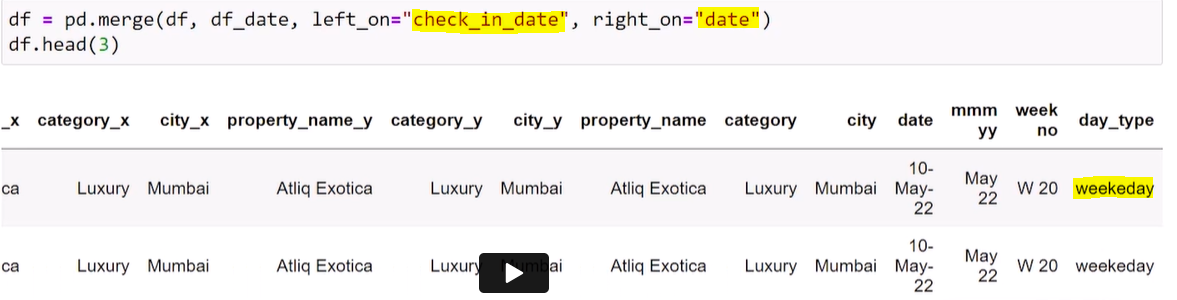 df = pd.merge(df, df_date, left_on="check_in_date", right_on="date")
df.head(3)
_x category_x city_x property_name_y category_y city_y property_name category city date mmm yy week no day_type
ca Luxury Mumbai Atliq Exotica Luxury Mumbai Atliq Exotica Luxury Mumbai 10-May-22 May 22 W 20 weekeday
ca Luxury Mumbai Atliq Exotica Luxury Mumbai Atliq Exotica Luxury Mumbai 10-May-22 May 22 W 20 weekeday